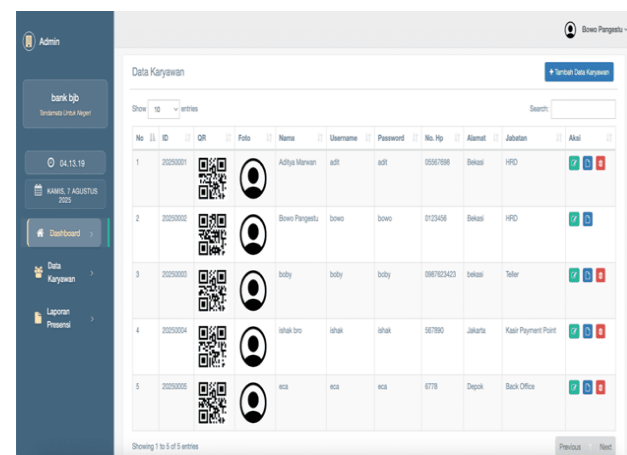 Admin
Bowo Pangestu
bank bjb
Tandamata Untuk Negeri
04.13.19
KAMIS, 7 AGUSTUS
2025
Dashboard
Data
Karyawan
Laporan
Presensi
Data Karyawan
+ Tambah Data Karyawan
Show 10 entries
Search:
No ID QR Foto Nama Username Password No. Hp Alamat Jabatan Aksi
1 20250001 Aditya Marwan adit adit 05567698 Bekasi HRD
2 20250002 Bowo Pangestu bowo bowo 0123456 Bekasi HRD
3 20250003 boby boby boby 0987623423 bekasi Teller
4 20250004 ishak bro ishak ishak 567890 Jakarta Kasir Payment Point
5 20250005 eca eca eca 6778 Depok Back Office
Showing 1 to 5 of 5 entries
Previous Next